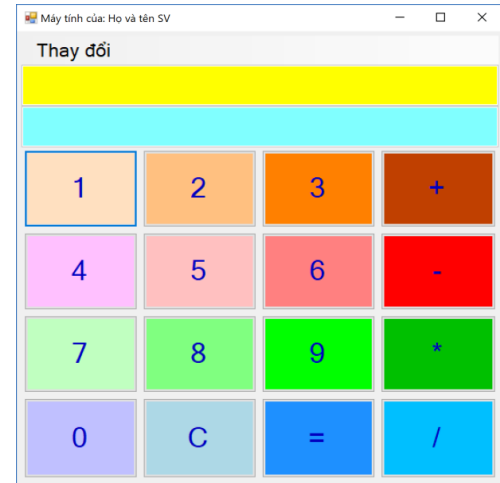 Máy tính của: Họ và tên SV
Thay đổi
1 2 3 +
4 5 6 -
7 8 9 *
0 C = /